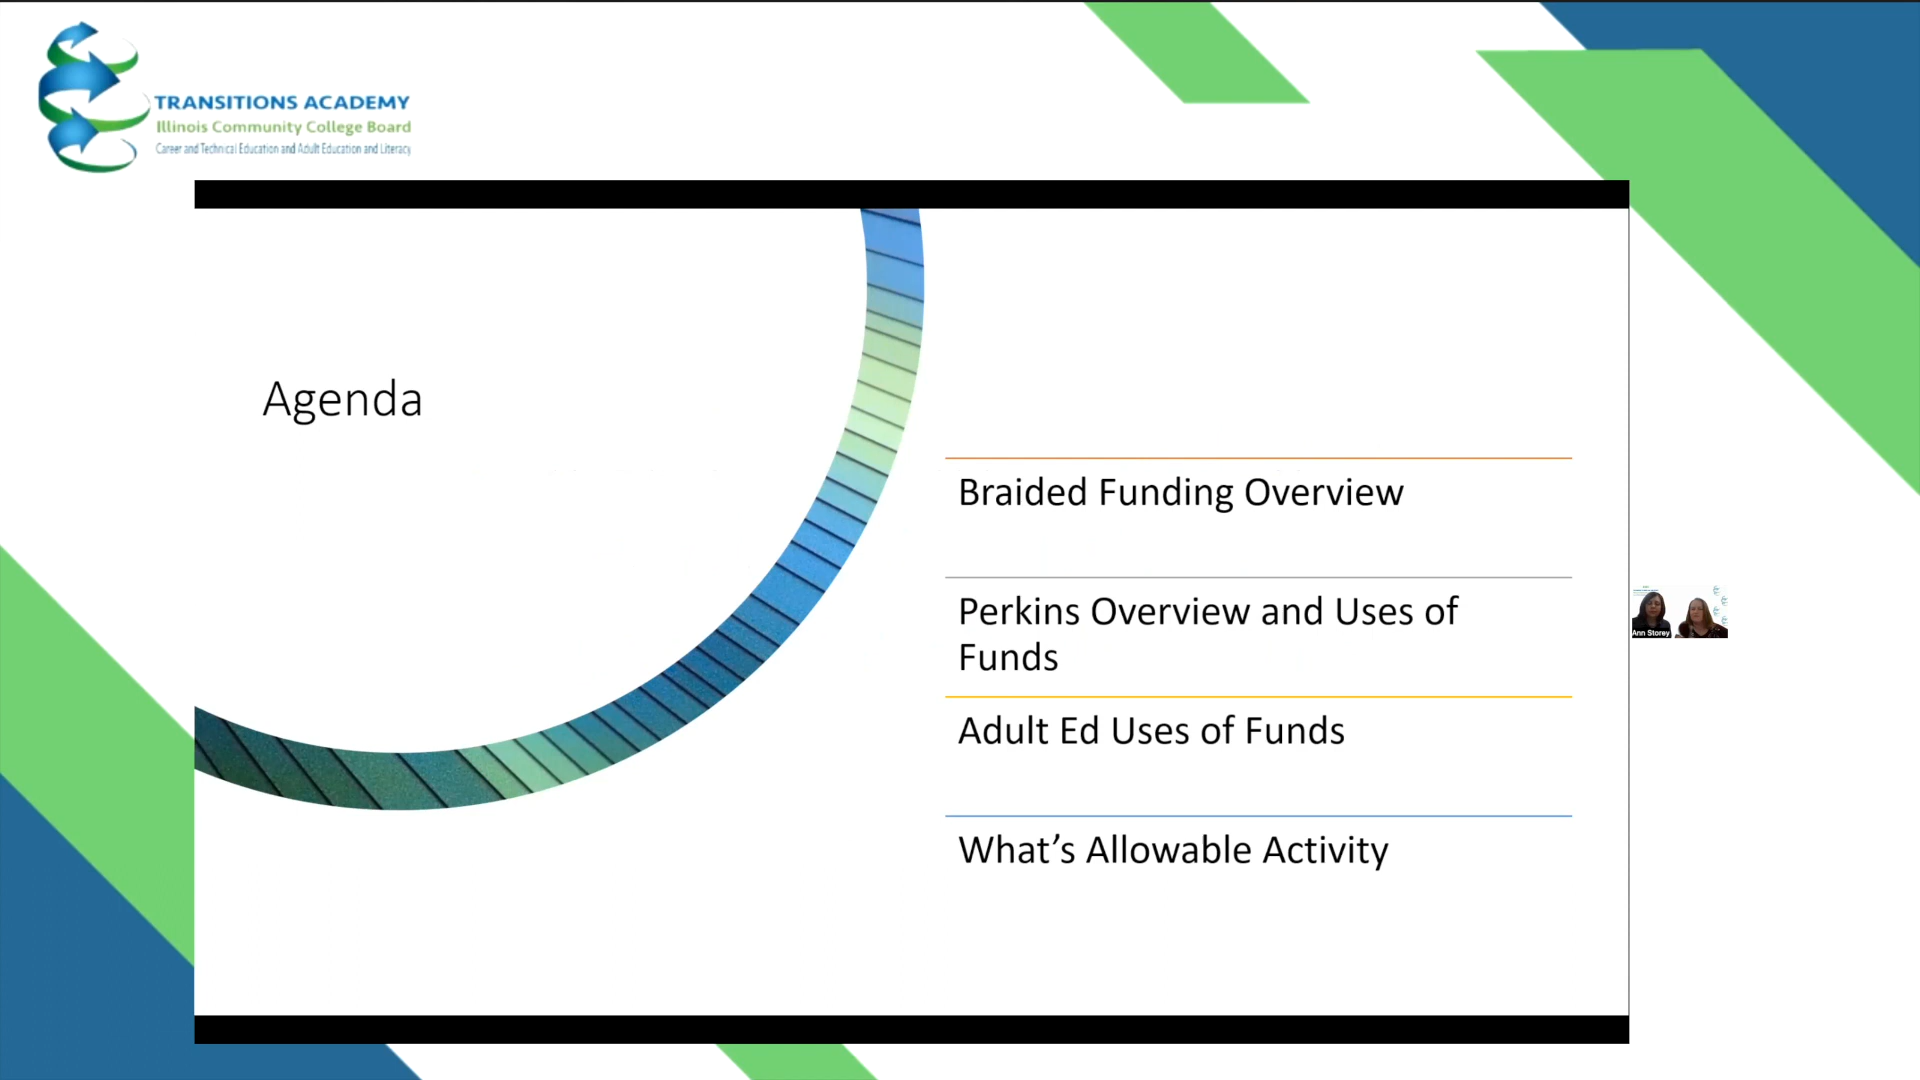 TRANSITIONS ACADEMY
Illinois Community College Board
Career and Technical Education and Adult Education and Literacy
Agenda
Braided Funding Overview
Perkins Overview and Uses of
Funds
Adult Ed Uses of Funds
What’s Allowable Activity
Ann Storey